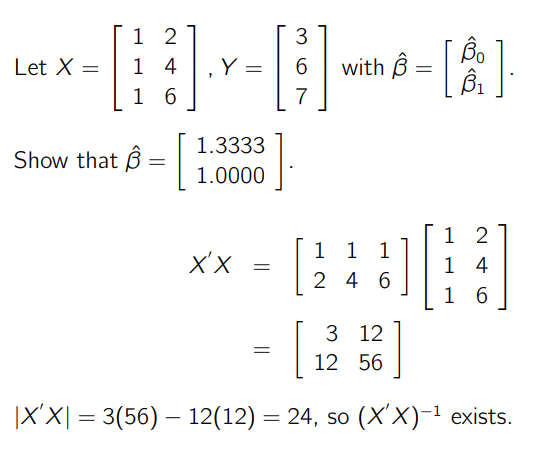 Let X = [ 1 2 ; 1 4 ; 1 6 ], Y = [ 3 ; 6 ; 7 ] with β̂ = [ β̂₀ ; β̂₁ ].
Show that β̂ = [ 1.3333 ; 1.0000 ].
X′X = [ 1 1 1 ; 2 4 6 ] [ 1 2 ; 1 4 ; 1 6 ]
= [ 3 12 ; 12 56 ]
|X′X| = 3(56) − 12(12) = 24, so (X′X)⁻¹ exists.